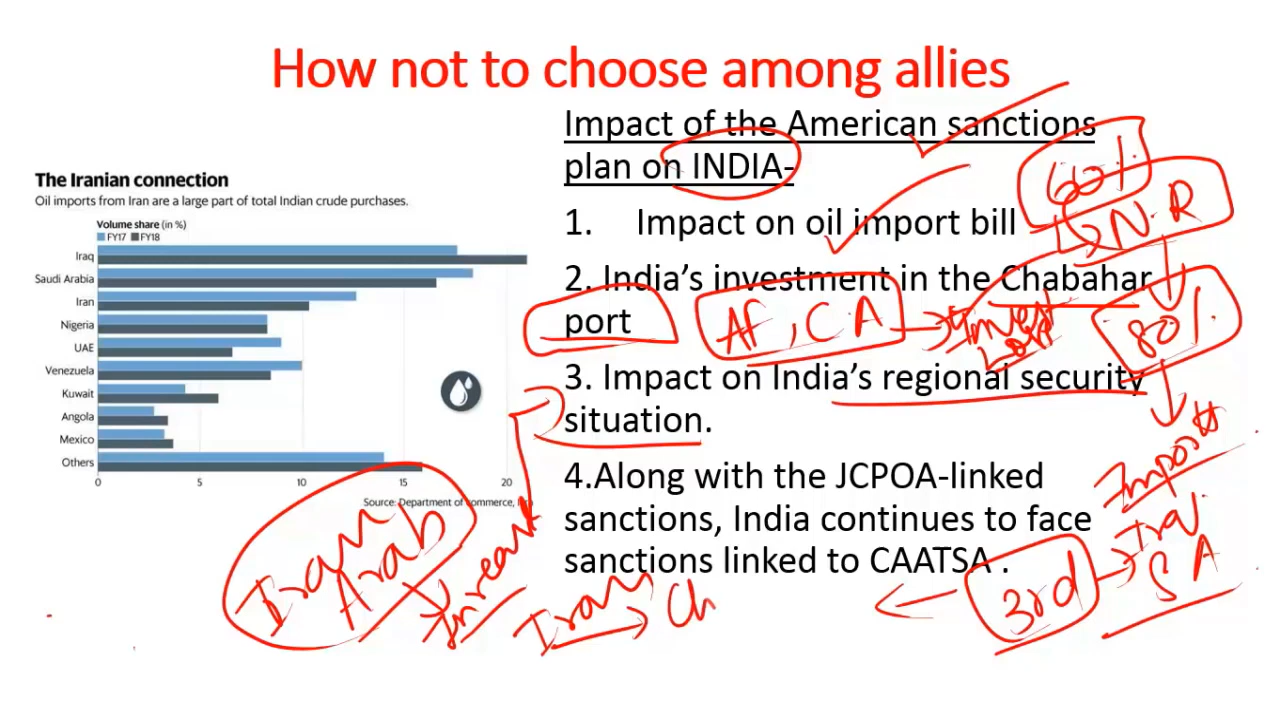 How not to choose among allies
The Iranian connection
Oil imports from Iran are a large part of total Indian crude purchases.
Volume share (in %)
FY17 FY18
Iraq
Saudi Arabia
Iran
Nigeria
UAE
Venezuela
Kuwait
Angola
Mexico
Others
0 5 10 15 20
Source: Department of Commerce,
Impact of the American sanctions
plan on INDIA-
1. Impact on oil import bill
2. India's investment in the Chabahar
port
3. Impact on India's regional security
situation.
4.Along with the JCPOA-linked
sanctions, India continues to face
sanctions linked to CAATSA .
60%
N.R
80%
Af, CA
Invest
Imports
3rd
S A
Iran
Arab
Iran
Ch